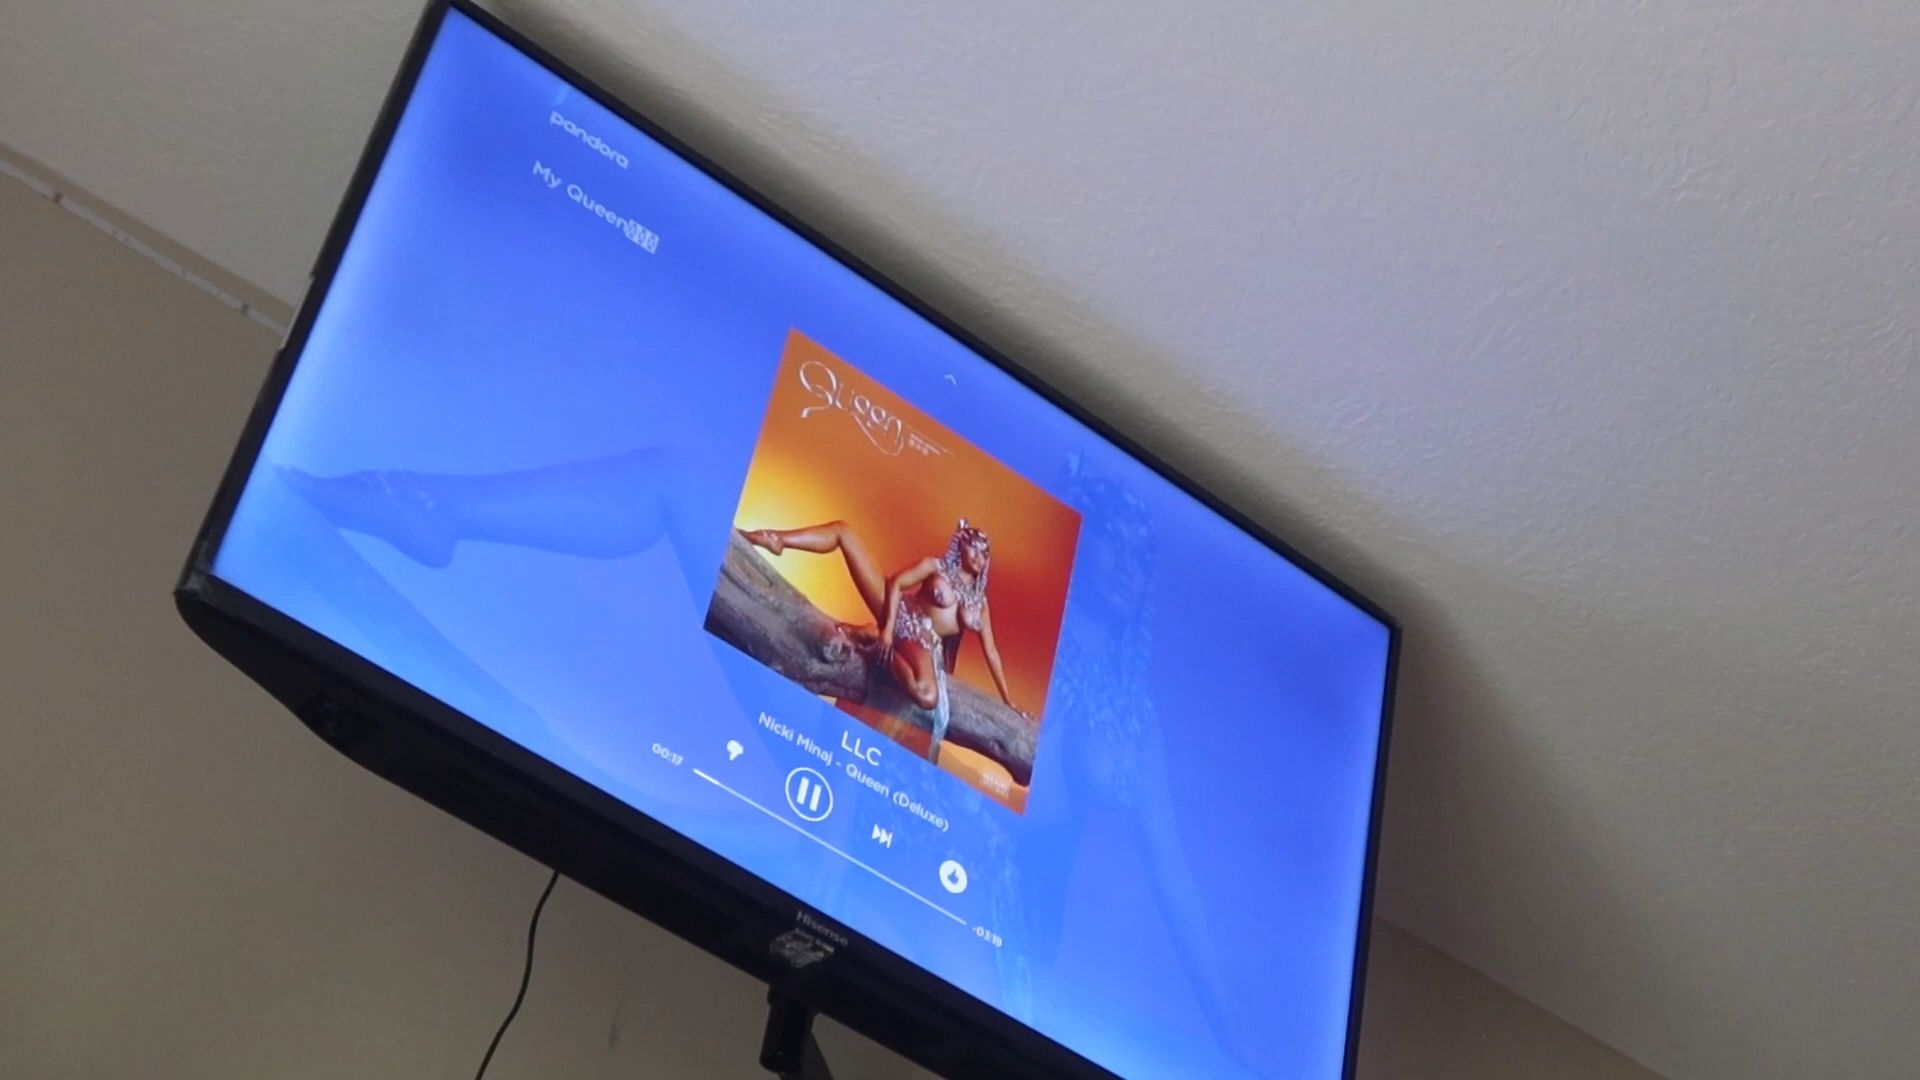 pandora
My Queen
Queen
LLC
Nicki Minaj - Queen (Deluxe)
00:17
-03:19
Hisense